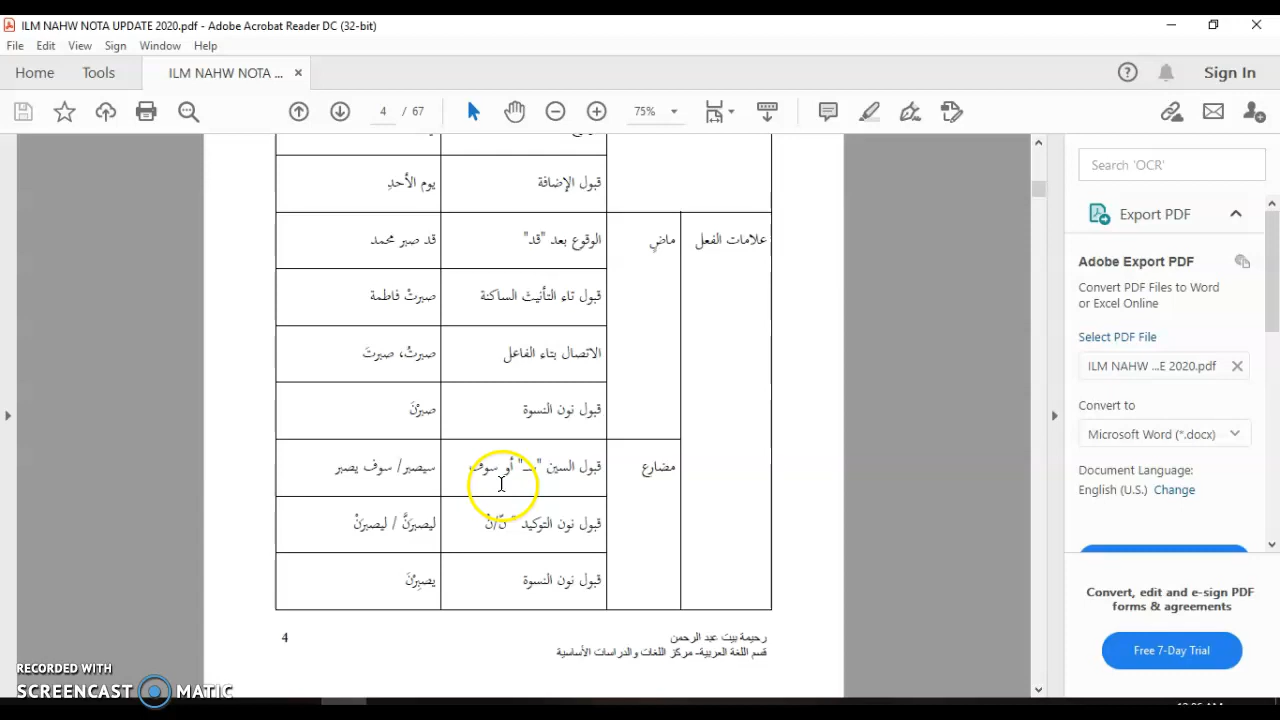 ILM NAHW NOTA UPDATE 2020.pdf - Adobe Acrobat Reader DC (32-bit)
File Edit View Sign Window Help
Home Tools ILM NAHW NOTA ... × Sign In
4 / 67 75%
قبول الإضافة يوم الأحدِ
علامات الفعل ماضٍ الوقوع بعد "قد" قد صبر محمد
قبول تاء التأنيث الساكنة صبرتْ فاطمة
الاتصال بتاء الفاعل صبرتُ، صبرتَ
قبول نون النسوة صبرْنَ
مضارع قبول السين "سـ" أو سوف سيصبر/ سوف يصبر
قبول نون التوكيد " نّ/نْ ليصبرَنَّ / ليصبرَنْ
قبول نون النسوة يصبِرْنَ
4
رحيمة بيت عبد الرحمن
قسم اللغة العربية- مركز اللغات والدراسات الأساسية
Search 'OCR'
Export PDF
Adobe Export PDF
Convert PDF Files to Word
or Excel Online
Select PDF File
ILM NAHW ...E 2020.pdf
Convert to
Microsoft Word (*.docx)
Document Language:
English (U.S.) Change
Convert, edit and e-sign PDF
forms & agreements
Free 7-Day Trial
RECORDED WITH
SCREENCAST MATIC